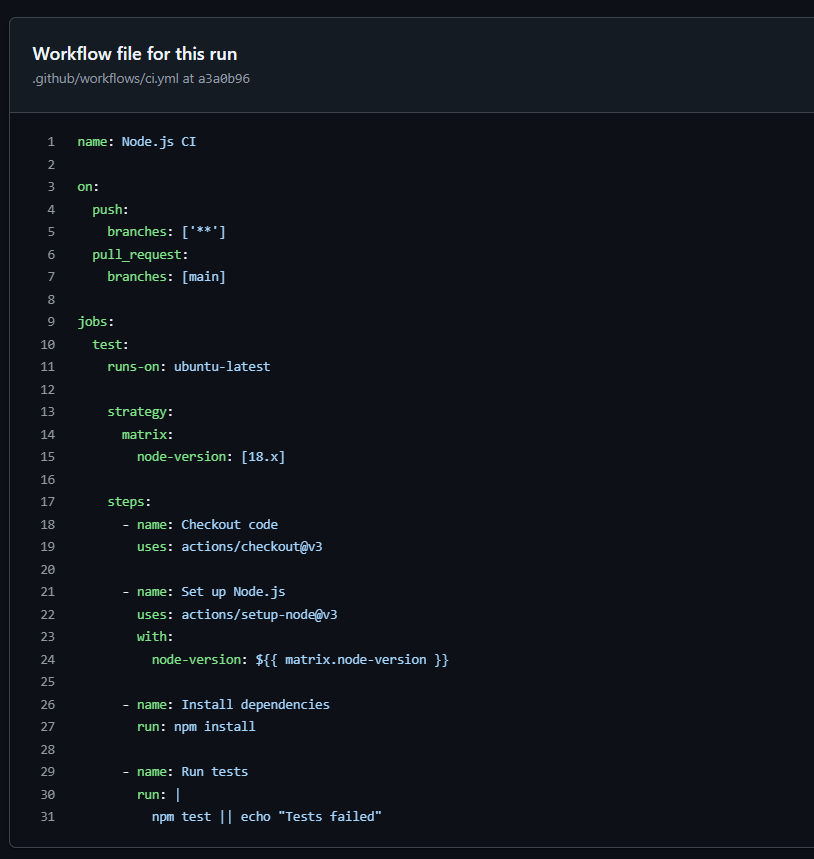 Workflow file for this run
.github/workflows/ci.yml at a3a0b96
1 name: Node.js CI
2
3 on:
4   push:
5     branches: ['**']
6   pull_request:
7     branches: [main]
8
9 jobs:
10   test:
11     runs-on: ubuntu-latest
12
13     strategy:
14       matrix:
15         node-version: [18.x]
16
17     steps:
18       - name: Checkout code
19         uses: actions/checkout@v3
20
21       - name: Set up Node.js
22         uses: actions/setup-node@v3
23         with:
24           node-version: ${{ matrix.node-version }}
25
26       - name: Install dependencies
27         run: npm install
28
29       - name: Run tests
30         run: |
31           npm test || echo "Tests failed"